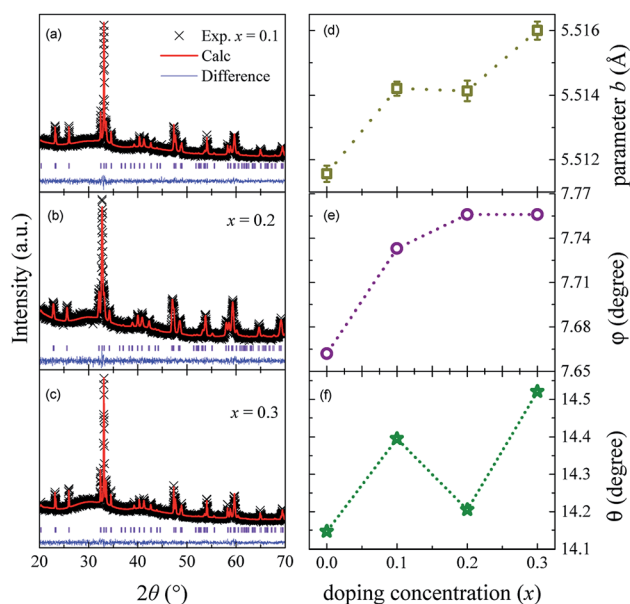 (a)
Exp. x = 0.1
Calc
Difference
(b)
x = 0.2
(c)
x = 0.3
Intensity (a.u.)
20 30 40 50 60 70
2θ (°)
(d)
5.516
5.514
5.512
parameter b (Å)
(e)
7.77
7.74
7.71
7.68
7.65
φ (degree)
(f)
14.5
14.4
14.3
14.2
14.1
θ (degree)
0.0 0.1 0.2 0.3
doping concentration (x)